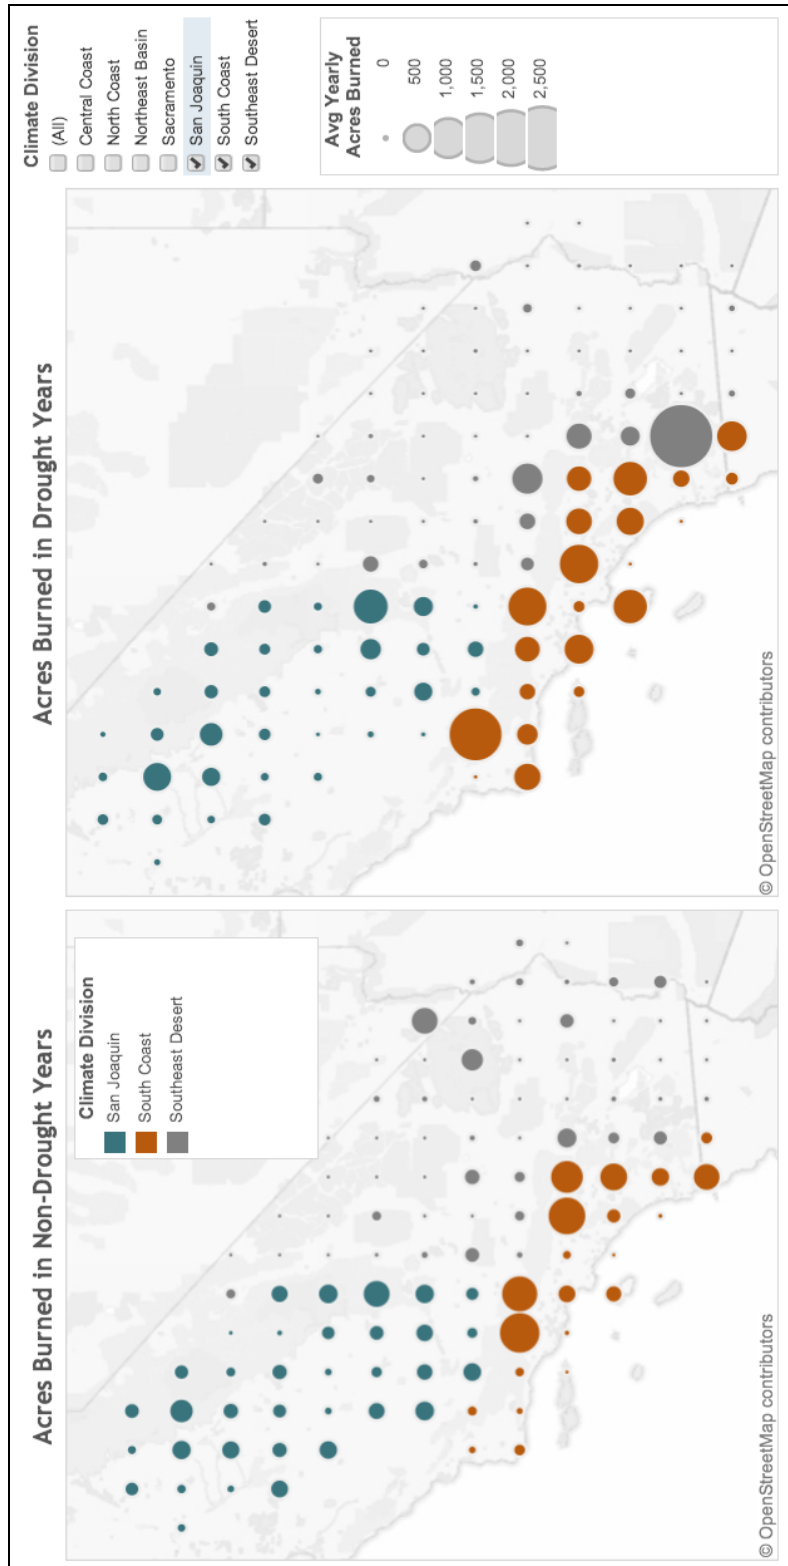 Acres Burned in Non-Drought Years
Climate Division
San Joaquin
South Coast
Southeast Desert
© OpenStreetMap contributors
Acres Burned in Drought Years
© OpenStreetMap contributors
Climate Division
(All)
Central Coast
North Coast
Northeast Basin
Sacramento
San Joaquin
South Coast
Southeast Desert
Avg Yearly
Acres Burned
0
500
1,000
1,500
2,000
2,500